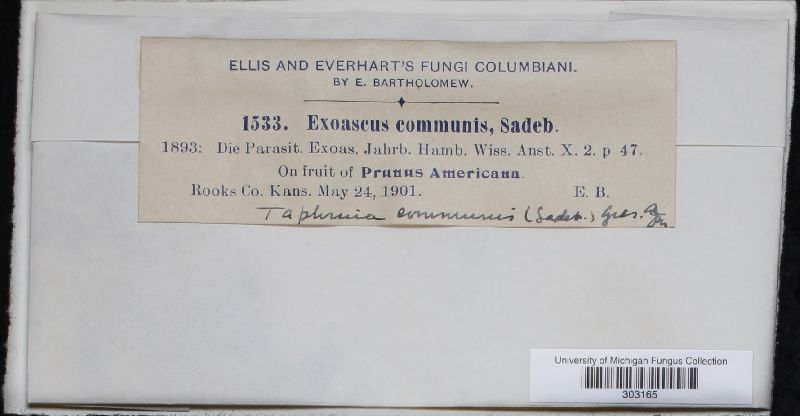 ELLIS AND EVERHART'S FUNGI COLUMBIANI.
BY E. BARTHOLOMEW.
1533. Exoascus communis, Sadeb.
1893: Die Parasit. Exoas. Jahrb. Hamb. Wiss. Anst. X. 2. p 47.
On fruit of Prunus Americana.
Rooks Co. Kans. May 24, 1901. E. B.
Taphrina communis (Sadeb.) Gies.
University of Michigan Fungus Collection
303165